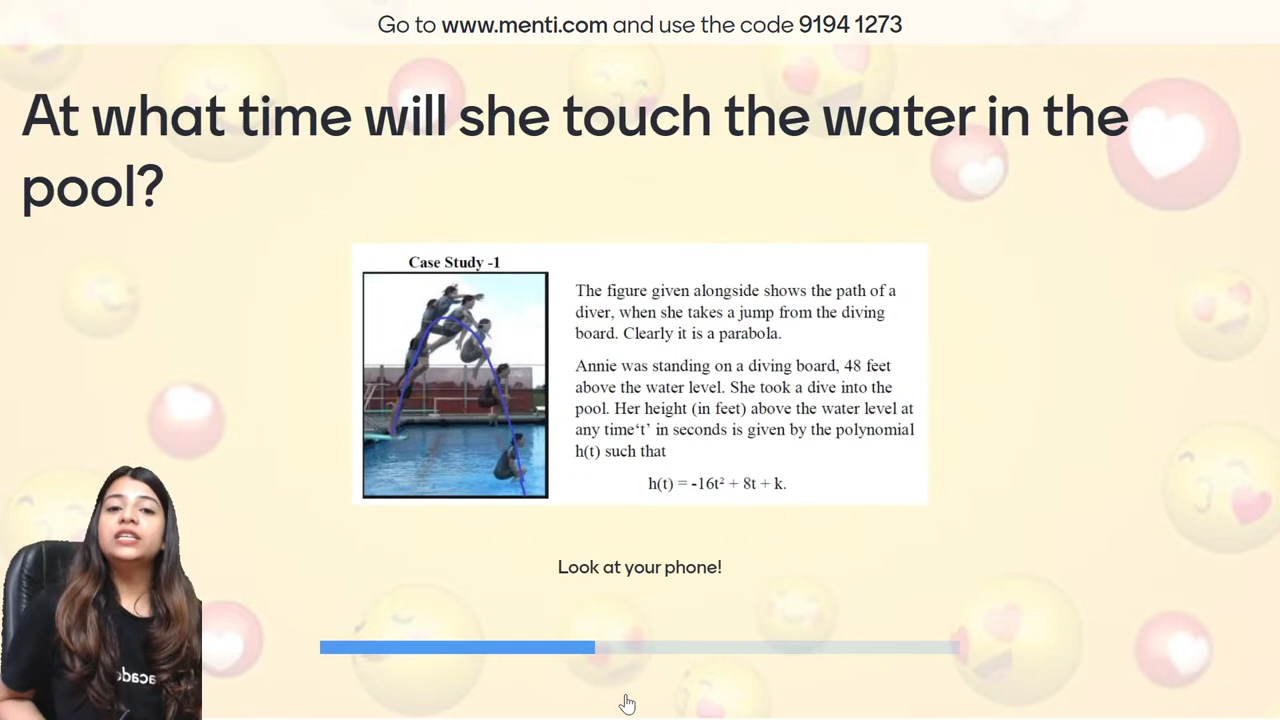 Go to www.menti.com and use the code 9194 1273
At what time will she touch the water in the
pool?
Case Study -1
The figure given alongside shows the path of a
diver, when she takes a jump from the diving
board. Clearly it is a parabola.
Annie was standing on a diving board, 48 feet
above the water level. She took a dive into the
pool. Her height (in feet) above the water level at
any time‘t’ in seconds is given by the polynomial
h(t) such that
h(t) = -16t² + 8t + k.
Look at your phone!